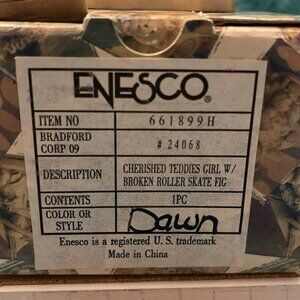 ENESCO®
ITEM NO 661899H
BRADFORD
CORP 09 # 24068
DESCRIPTION CHERISHED TEDDIES GIRL W/
BROKEN ROLLER SKATE FIG
CONTENTS 1PC
COLOR OR
STYLE Dawn
Enesco is a registered U. S. trademark
Made in China